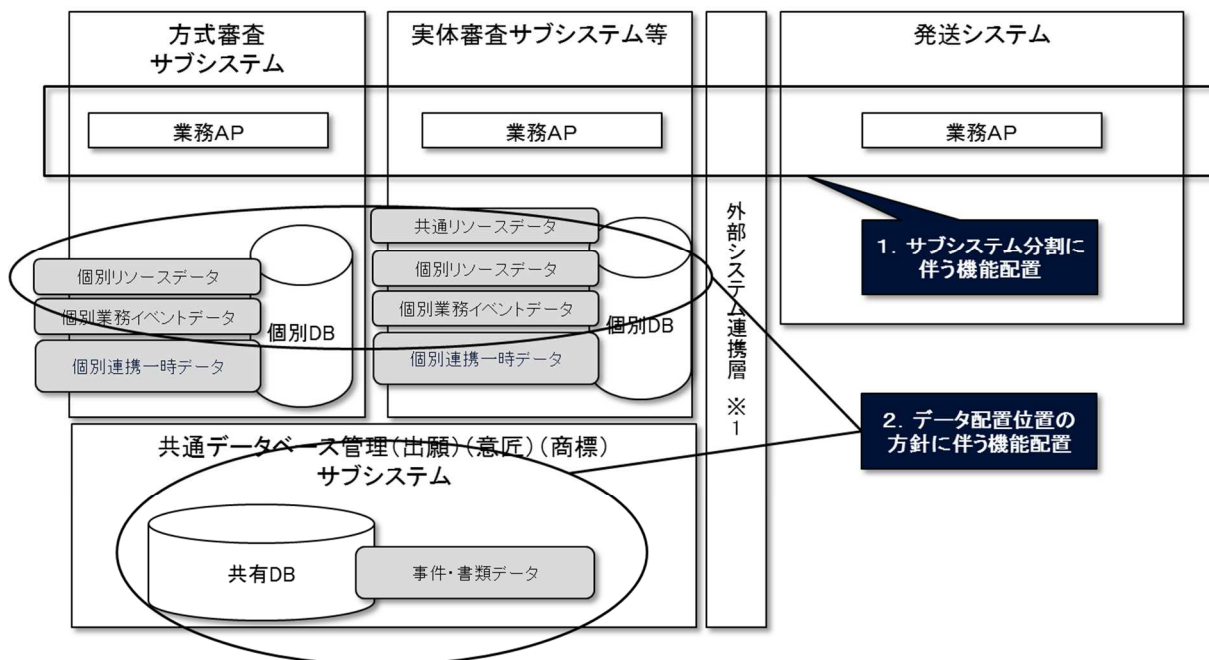 方式審査
サブシステム
実体審査サブシステム等
発送システム
業務AP
業務AP
業務AP
共通リソースデータ
個別リソースデータ
個別リソースデータ
個別業務イベントデータ
個別業務イベントデータ
個別DB
個別DB
個別連携一時データ
個別連携一時データ
外部システム連携層 ※1
1．サブシステム分割に
伴う機能配置
2．データ配置位置の
方針に伴う機能配置
共通データベース管理(出願)(意匠)(商標)
サブシステム
共有DB
事件・書類データ